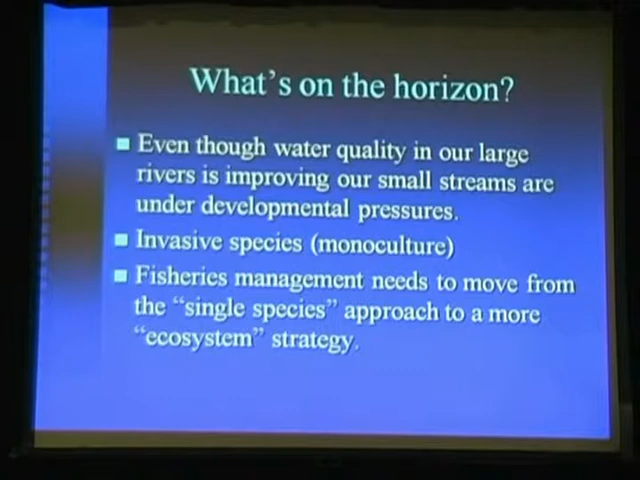 What's on the horizon?
Even though water quality in our large
rivers is improving our small streams are
under developmental pressures.
Invasive species (monoculture)
Fisheries management needs to move from
the “single species” approach to a more
“ecosystem” strategy.